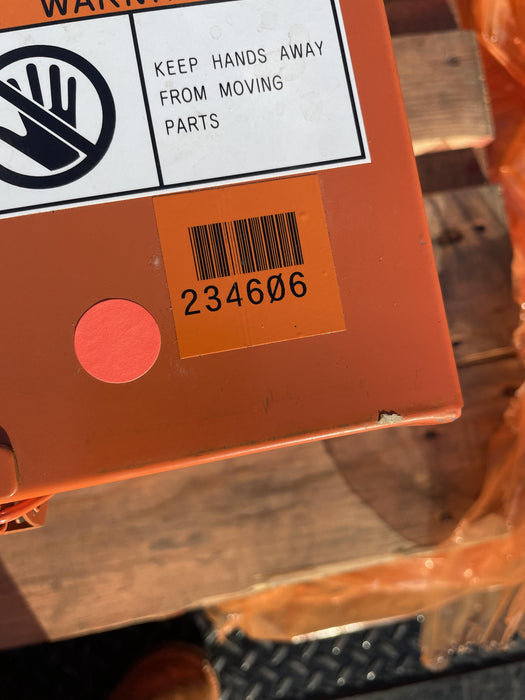 KEEP HANDS AWAY
FROM MOVING
PARTS
234606